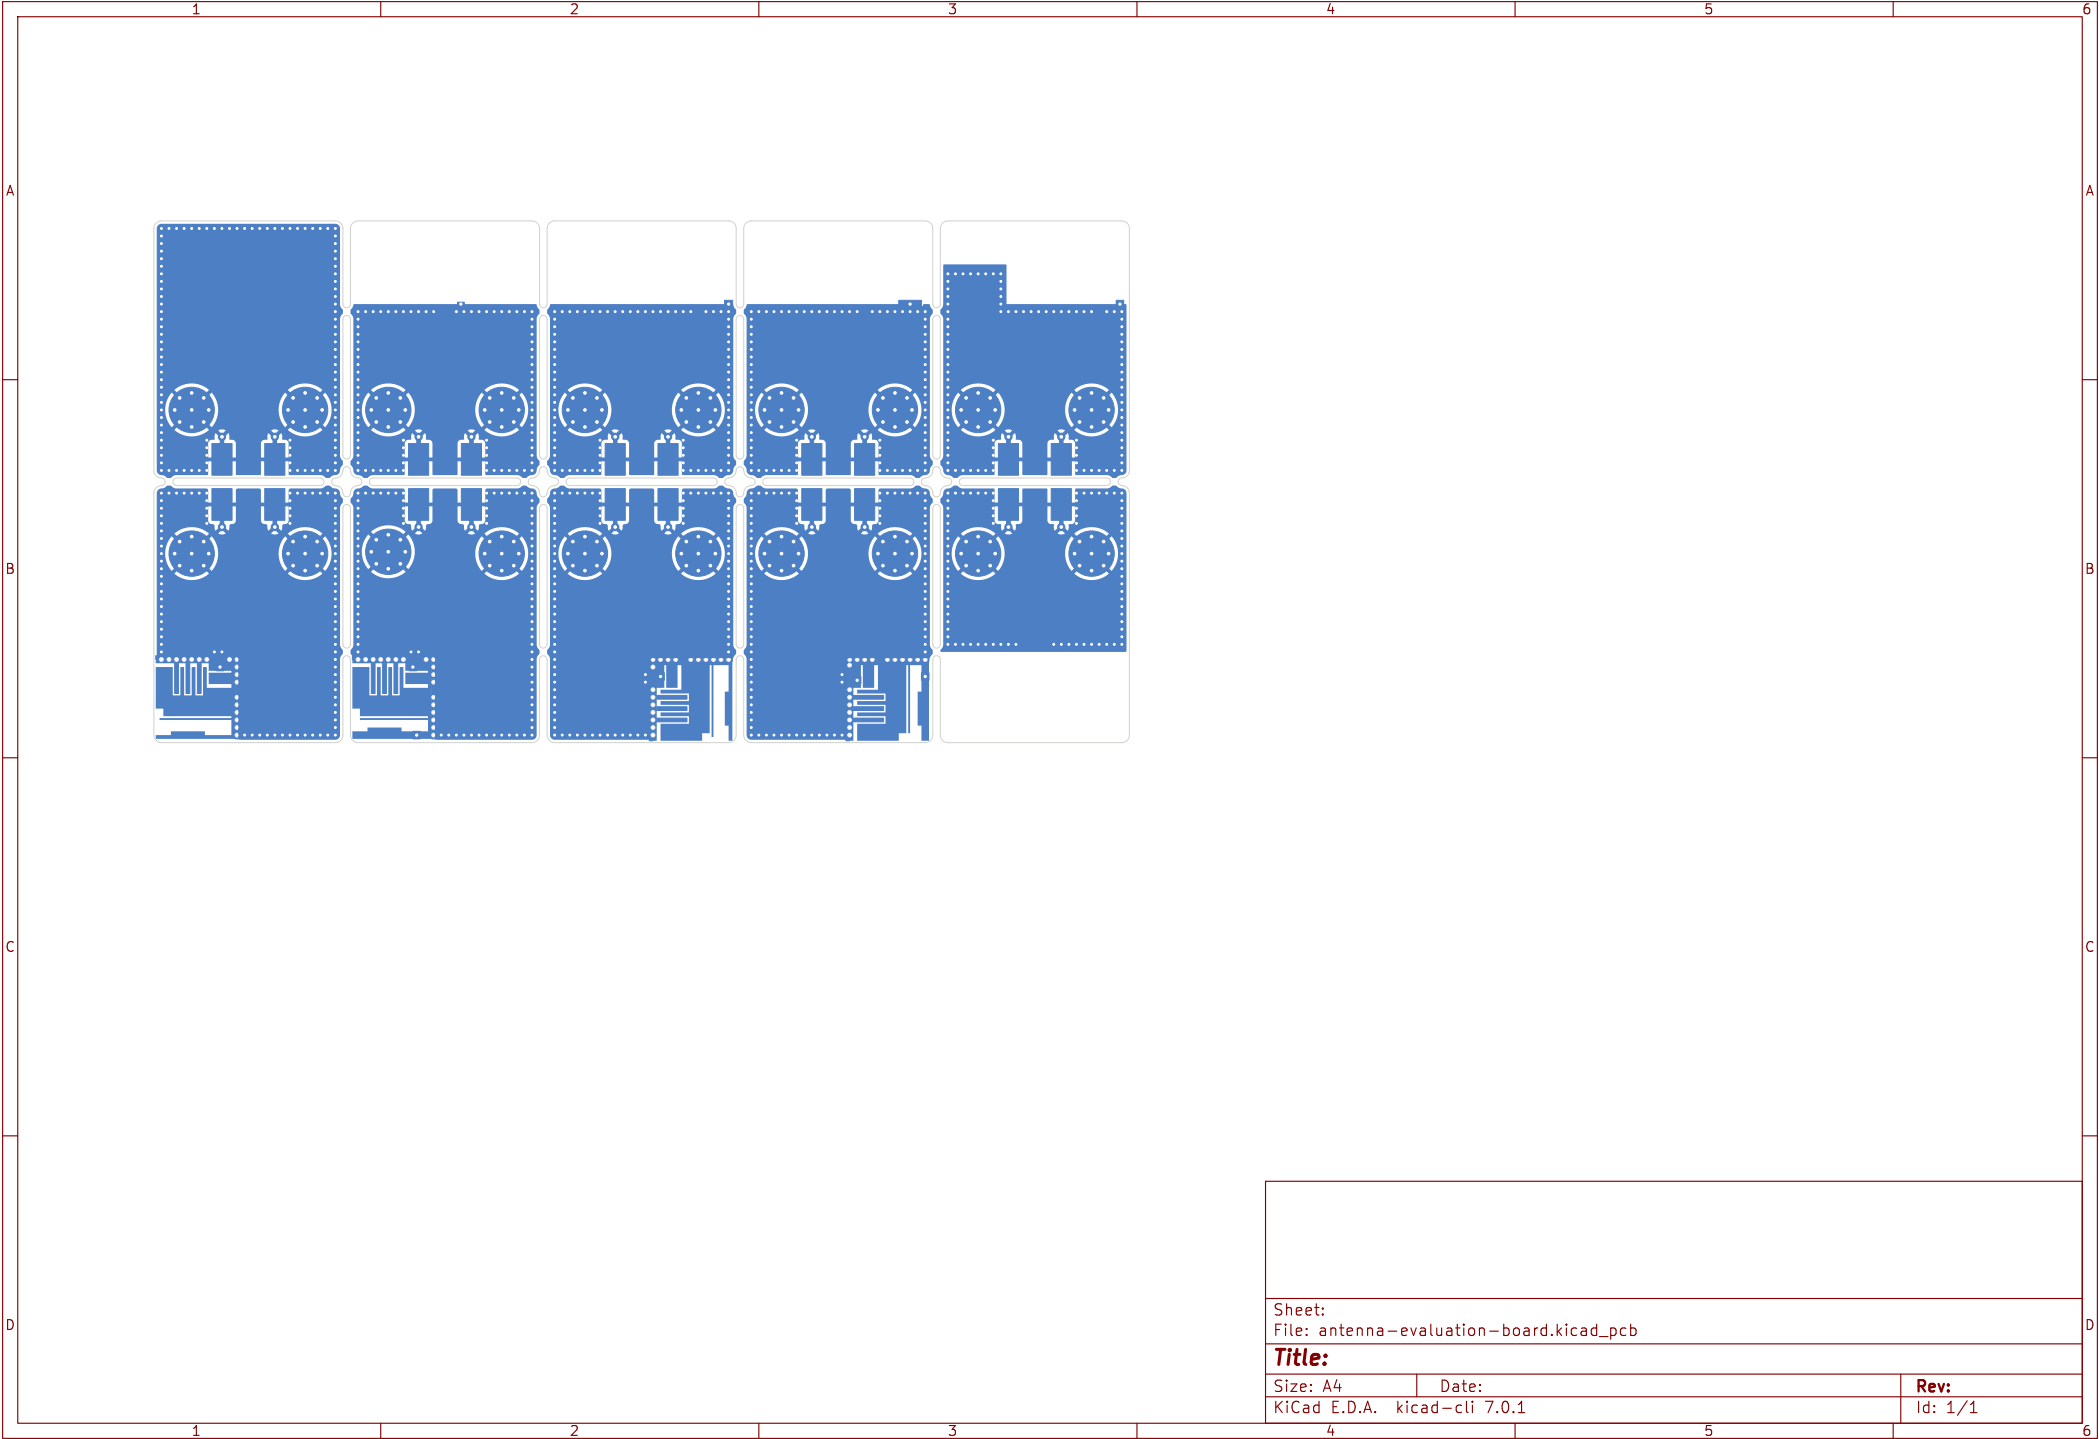 1 2 3 4 5 6
A A
B B
C C
Sheet:
File: antenna-evaluation-board.kicad_pcb
D D
Title:
Size: A4 Date: Rev:
KiCad E.D.A. kicad-cli 7.0.1 Id: 1/1
1 2 3 4 5 6